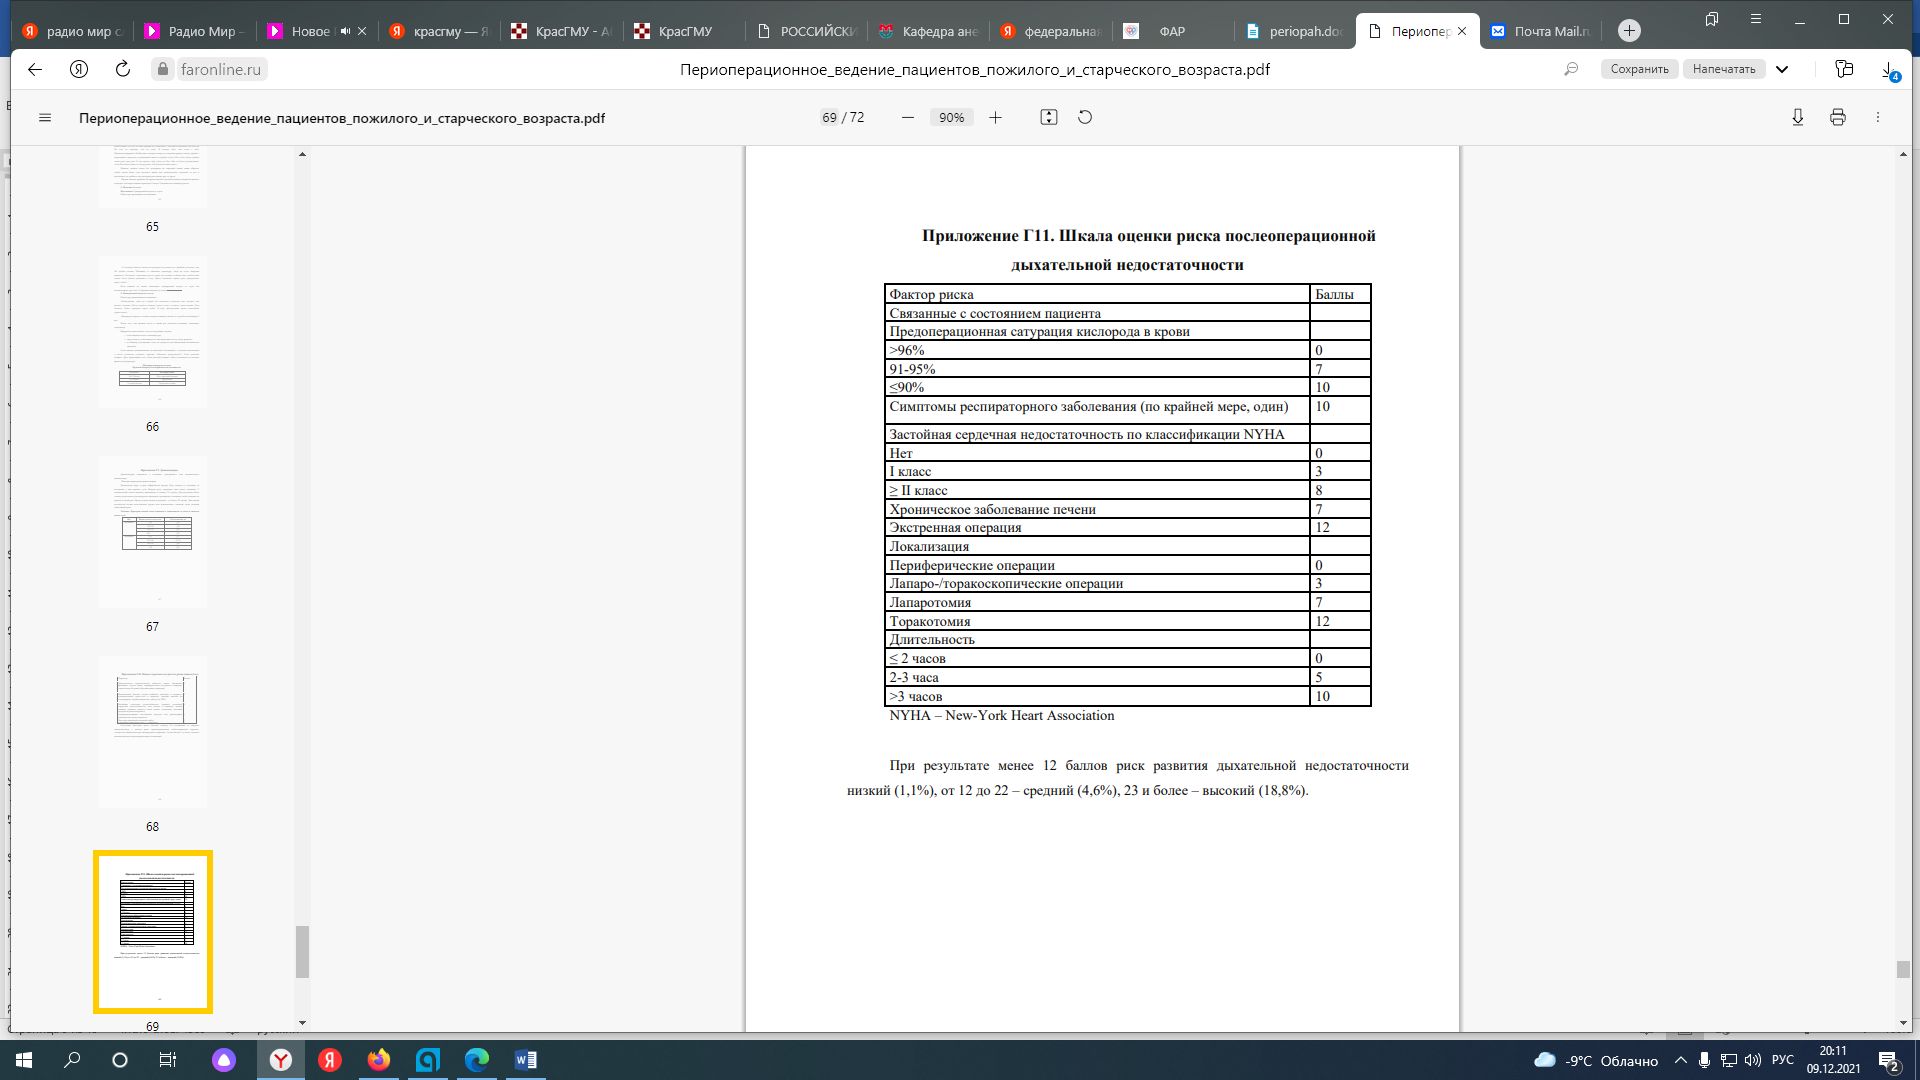 радио мир с
Радио Мир –
Новое
красгму — Я
КрасГМУ - А
КрасГМУ
РОССИЙСКИ
Кафедра ане
федеральная
ФАР
periopah.doc
Периопер
Почта Mail.ru
faronline.ru
Периоперационное_ведение_пациентов_пожилого_и_старческого_возраста.pdf
Сохранить
Напечатать
4
Периоперационное_ведение_пациентов_пожилого_и_старческого_возраста.pdf
69 / 72
90%
65
66
67
68
69
Приложение Г11. Шкала оценки риска послеоперационной
дыхательной недостаточности
Фактор риска Баллы
Связанные с состоянием пациента
Предоперационная сатурация кислорода в крови
>96% 0
91-95% 7
≤90% 10
Симптомы респираторного заболевания (по крайней мере, один) 10
Застойная сердечная недостаточность по классификации NYHA
Нет 0
I класс 3
≥ II класс 8
Хроническое заболевание печени 7
Экстренная операция 12
Локализация
Периферические операции 0
Лапаро-/торакоскопические операции 3
Лапаротомия 7
Торакотомия 12
Длительность
≤ 2 часов 0
2-3 часа 5
>3 часов 10
NYHA – New-York Heart Association
При результате менее 12 баллов риск развития дыхательной недостаточности
низкий (1,1%), от 12 до 22 – средний (4,6%), 23 и более – высокий (18,8%).
-9°C Облачно
РУС
20:11
09.12.2021
2